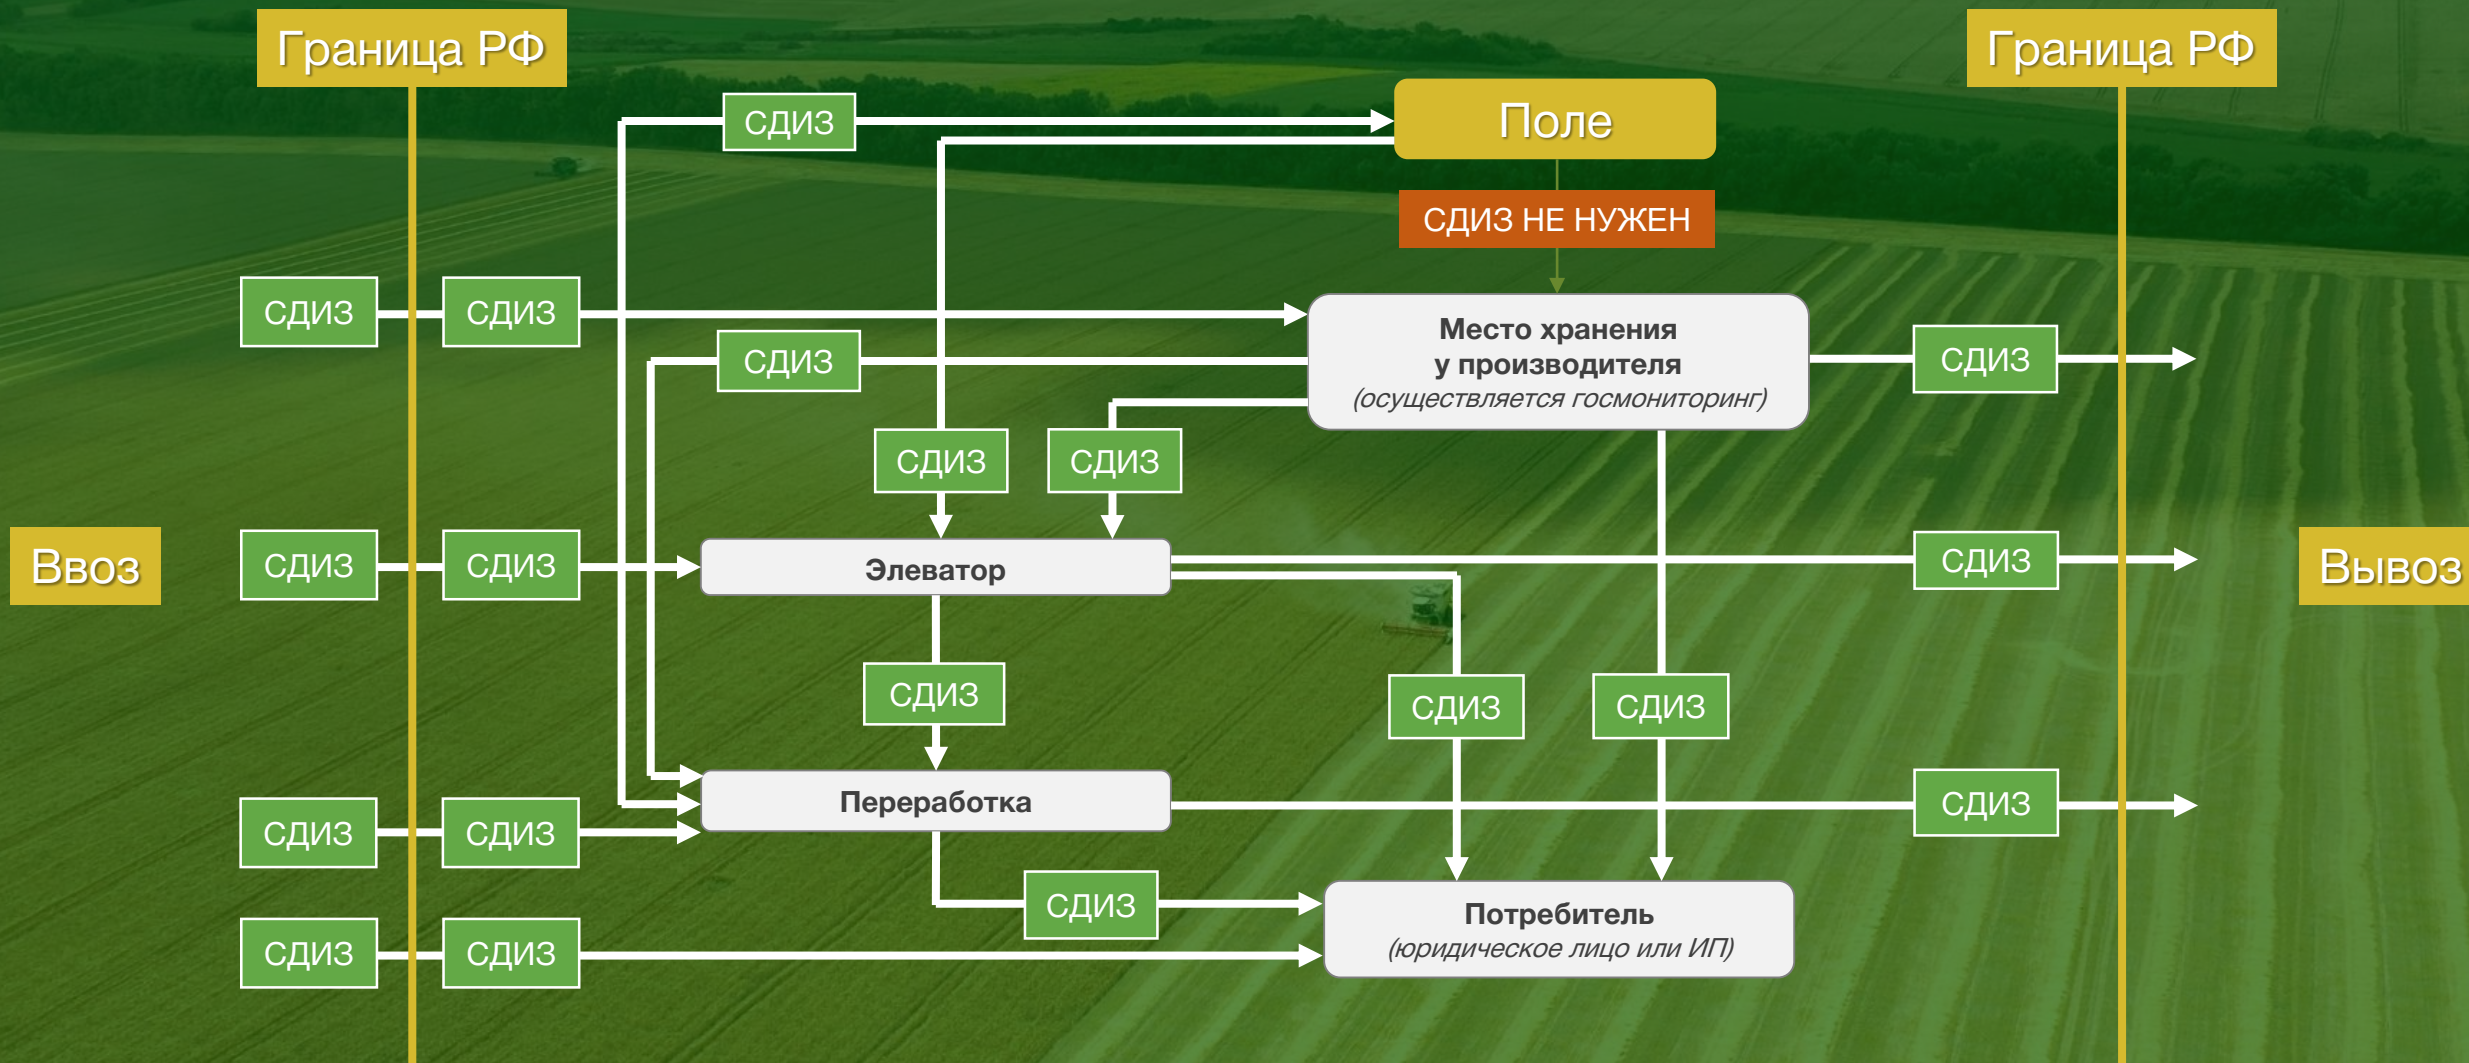 Граница РФ
Граница РФ
СДИЗ
Поле
СДИЗ НЕ НУЖЕН
СДИЗ
СДИЗ
Место хранения
у производителя
(осуществляется госмониторинг)
СДИЗ
СДИЗ
СДИЗ
СДИЗ
Ввоз
СДИЗ
СДИЗ
Элеватор
СДИЗ
Вывоз
СДИЗ
СДИЗ
СДИЗ
Переработка
СДИЗ
СДИЗ
СДИЗ
СДИЗ
Потребитель
(юридическое лицо или ИП)
СДИЗ
СДИЗ